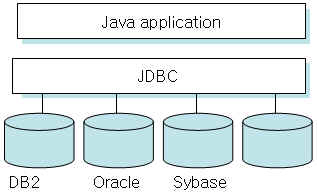 Java application
JDBC
DB2 Oracle Sybase